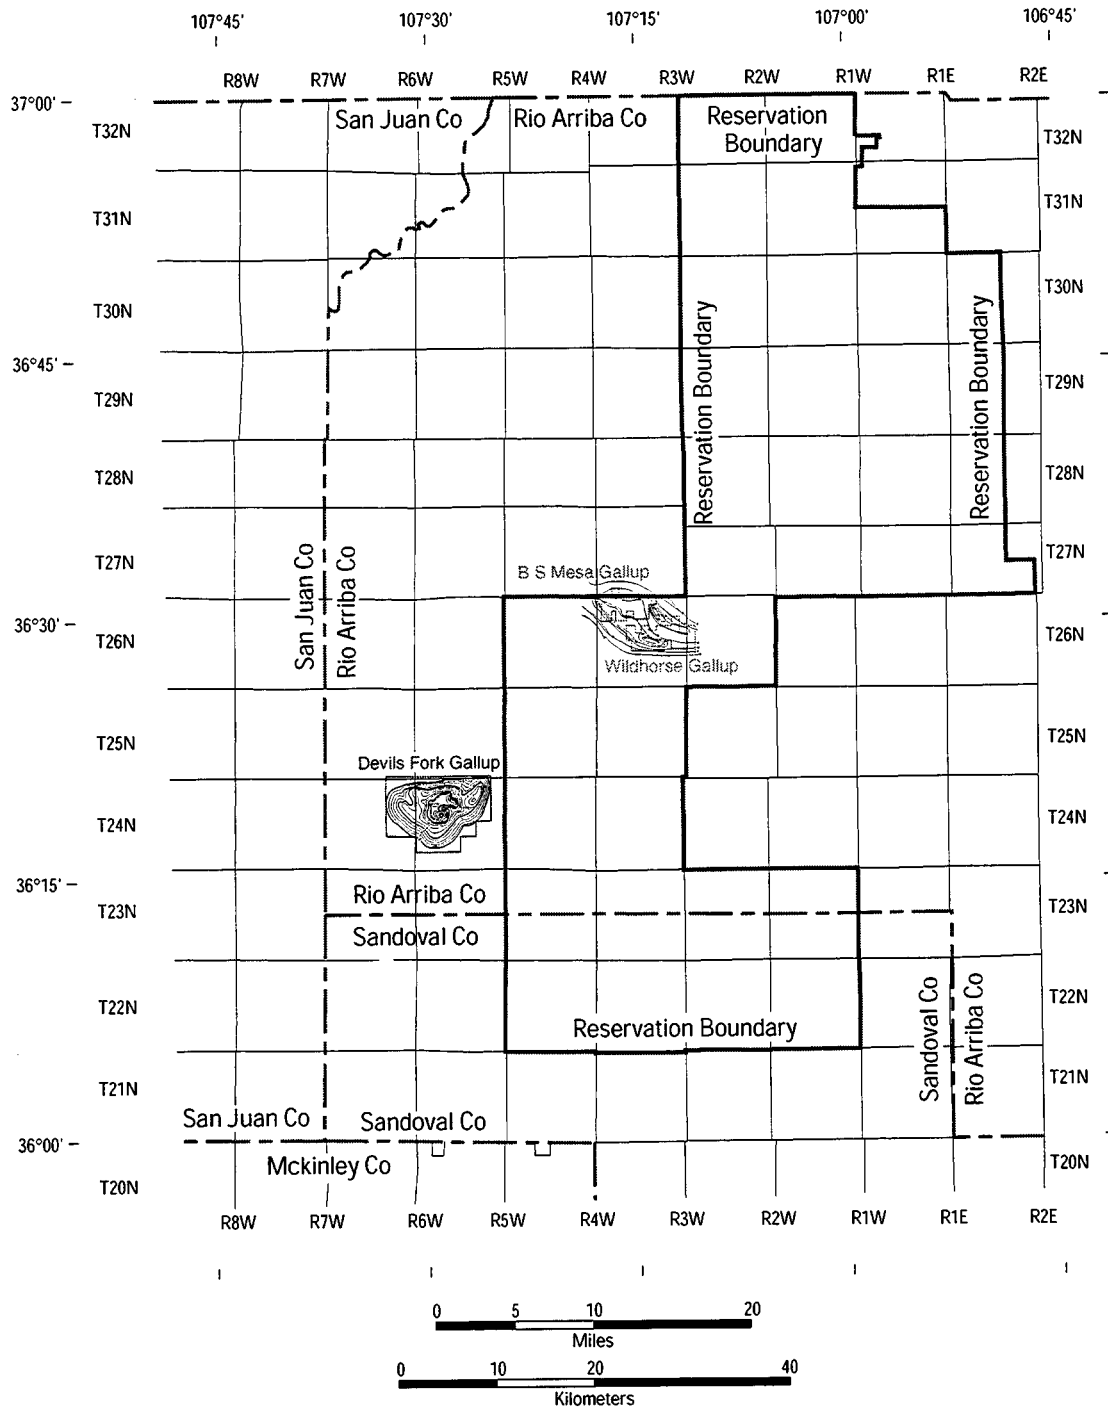 107°45' 107°30' 107°15' 107°00' 106°45'
R8W R7W R6W R5W R4W R3W R2W R1W R1E R2E
37°00'
San Juan Co Rio Arriba Co Reservation
Boundary
T32N T32N
T31N T31N
T30N T30N
Reservation Boundary
Reservation Boundary
36°45'
T29N T29N
T28N T28N
T27N T27N
San Juan Co
Rio Arriba Co
B S Mesa Gallup
36°30'
T26N T26N
Wildhorse Gallup
T25N T25N
Devils Fork Gallup
T24N T24N
36°15'
Rio Arriba Co
T23N T23N
Sandoval Co
T22N T22N
Reservation Boundary
Sandoval Co
Rio Arriba Co
T21N T21N
San Juan Co Sandoval Co
36°00'
Mckinley Co
T20N T20N
R8W R7W R6W R5W R4W R3W R2W R1W R1E R2E
0 5 10 20
Miles
0 10 20 40
Kilometers